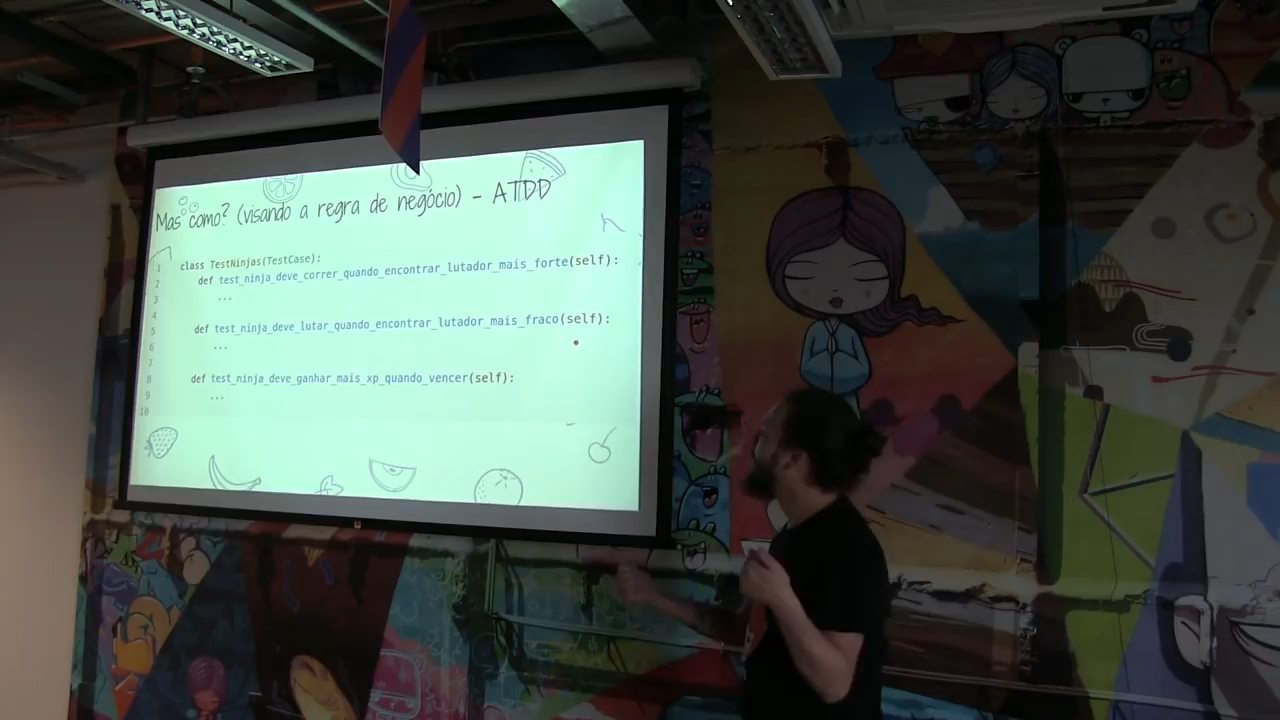 Mas como? (visando a regra de negócio) - ATDD
1 class TestNinjas(TestCase):
2 def test_ninja_deve_correr_quando_encontrar_lutador_mais_forte(self):
3 ...
4
5 def test_ninja_deve_lutar_quando_encontrar_lutador_mais_fraco(self):
6 ...
7
8 def test_ninja_deve_ganhar_mais_xp_quando_vencer(self):
9 ...
10